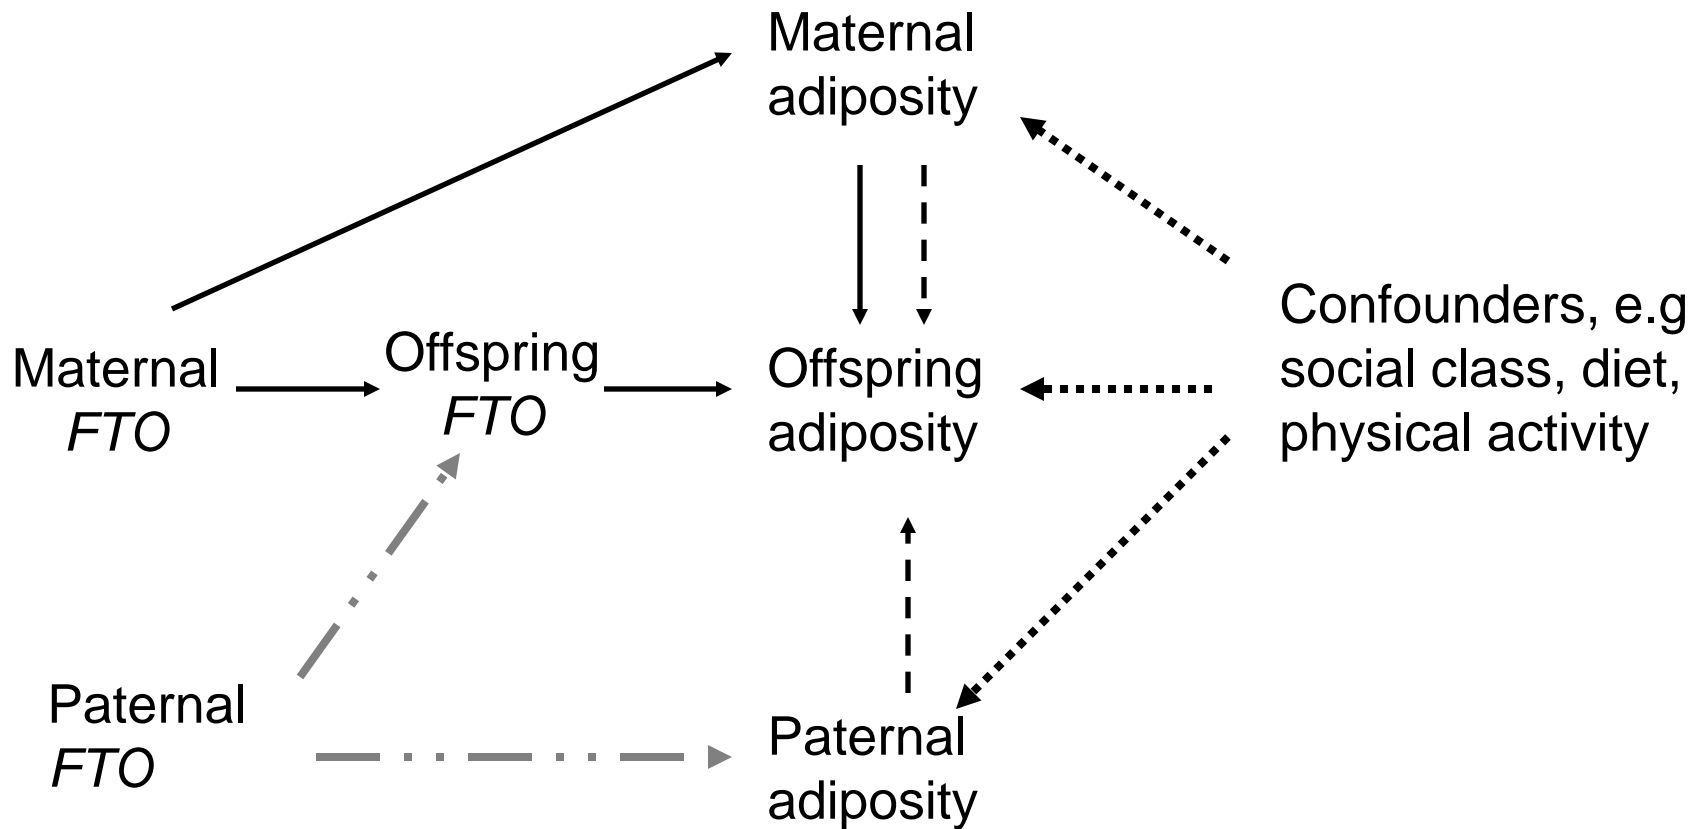 Maternal
adiposity
Maternal
FTO
Offspring
FTO
Offspring
adiposity
Confounders, e.g
social class, diet,
physical activity
Paternal
FTO
Paternal
adiposity